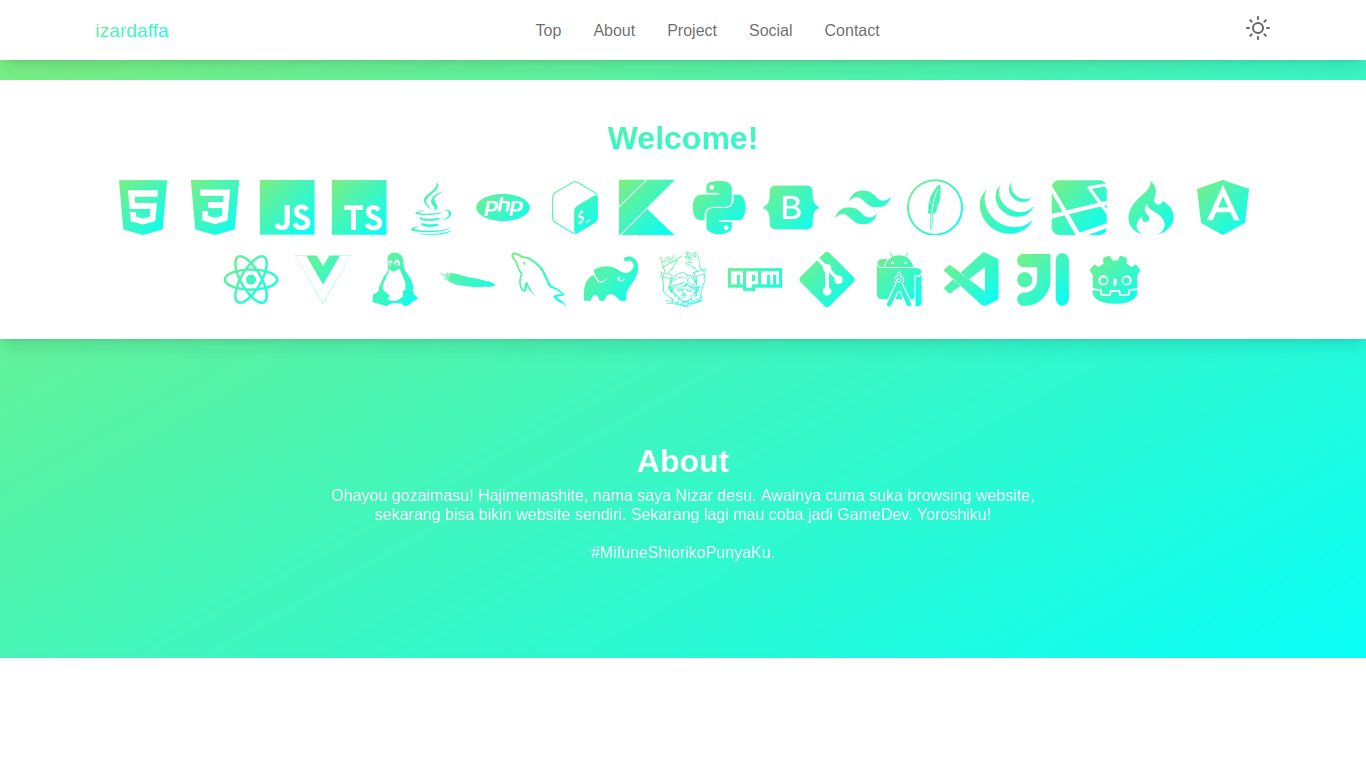 izardaffa
Top About Project Social Contact
Welcome!
5 3 JS TS php $ B A
npm
About
Ohayou gozaimasu! Hajimemashite, nama saya Nizar desu. Awalnya cuma suka browsing website,
sekarang bisa bikin website sendiri. Sekarang lagi mau coba jadi GameDev. Yoroshiku!
#MifuneShiorikoPunyaKu.